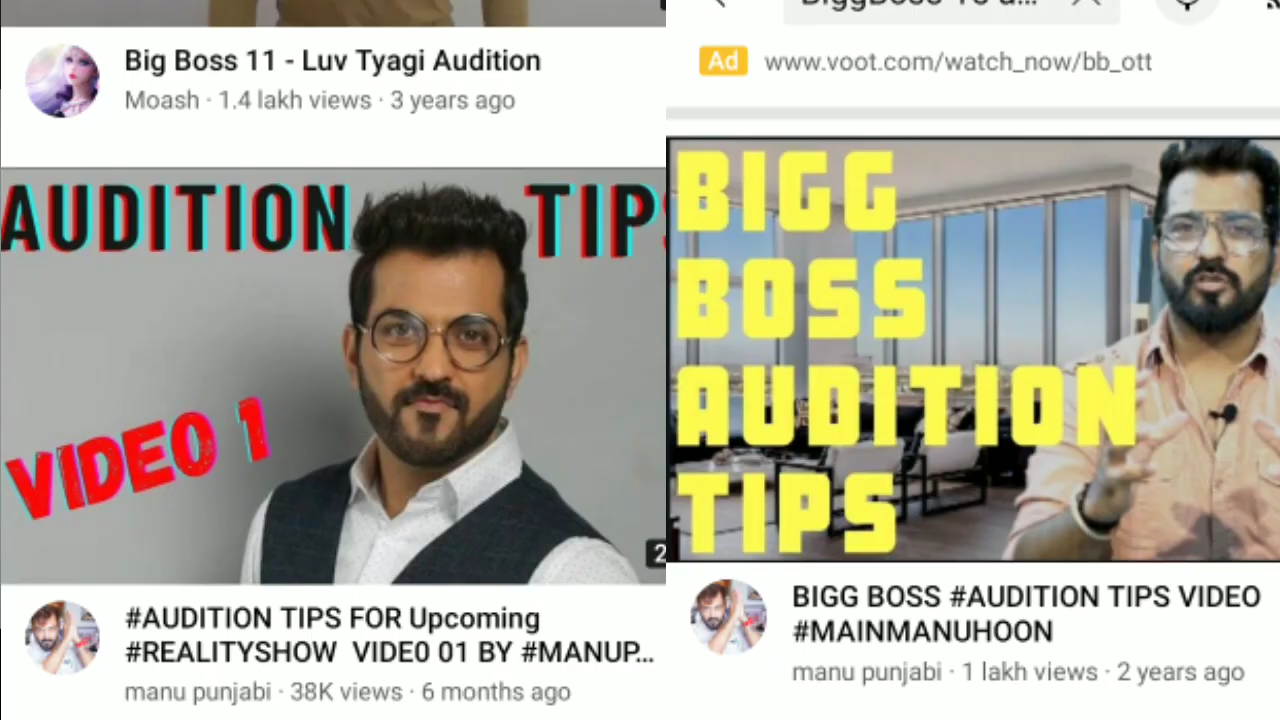 Big Boss 11 - Luv Tyagi Audition
Moash · 1.4 lakh views · 3 years ago
AUDITION TIPS
VIDEO 1
2
#AUDITION TIPS FOR Upcoming
#REALITYSHOW VIDE0 01 BY #MANUP...
manu punjabi · 38K views · 6 months ago
Ad www.voot.com/watch_now/bb_ott
BIGG
BOSS
AUDITION
TIPS
BIGG BOSS #AUDITION TIPS VIDEO
#MAINMANUHOON
manu punjabi · 1 lakh views · 2 years ago